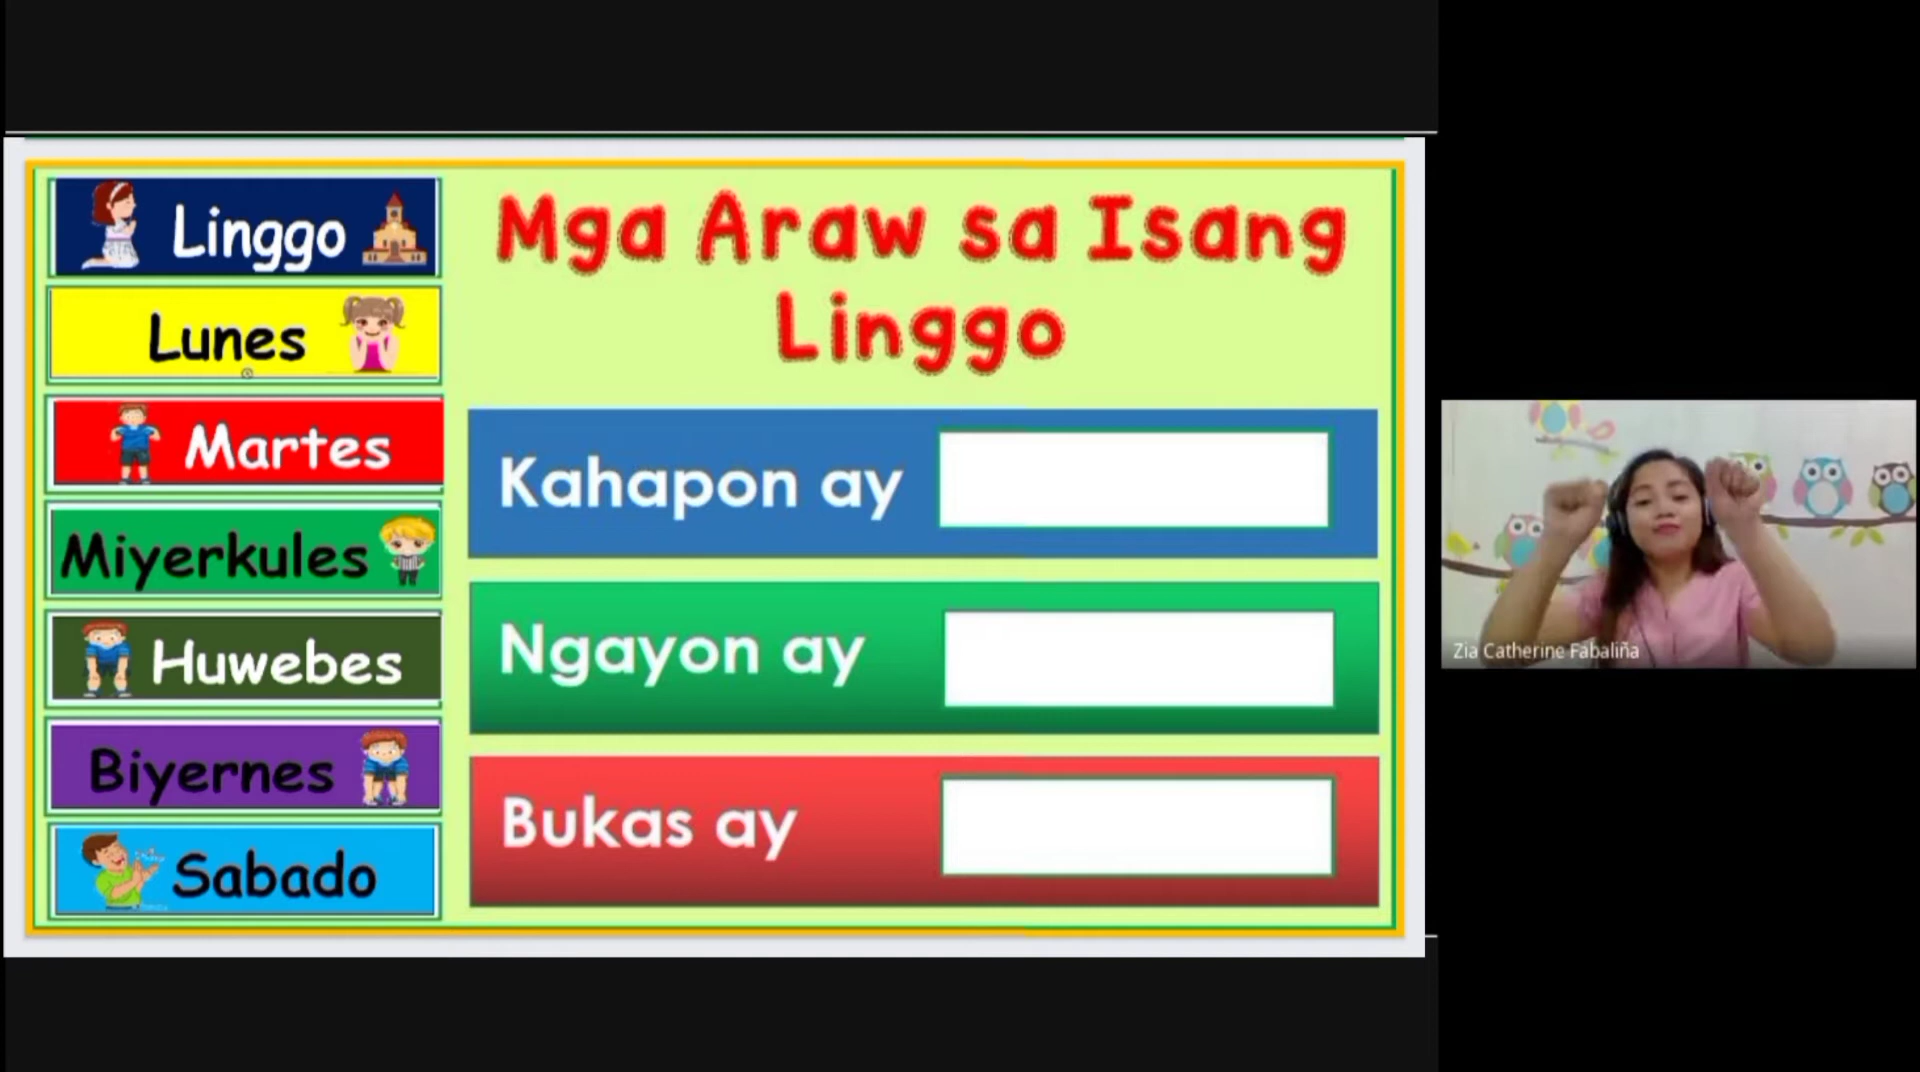 Linggo
Lunes
Martes
Miyerkules
Huwebes
Biyernes
Sabado
Mga Araw sa Isang
Linggo
Kahapon ay
Ngayon ay
Bukas ay
Zia Catherine Fabaliña